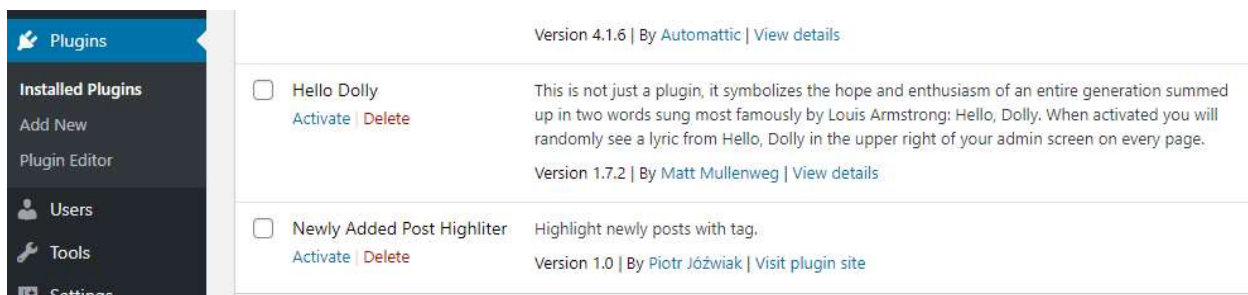 Plugins
Installed Plugins
Add New
Plugin Editor
Users
Tools
Settings
Version 4.1.6 | By Automattic | View details
Hello Dolly
Activate | Delete
This is not just a plugin, it symbolizes the hope and enthusiasm of an entire generation summed
up in two words sung most famously by Louis Armstrong: Hello, Dolly. When activated you will
randomly see a lyric from Hello, Dolly in the upper right of your admin screen on every page.
Version 1.7.2 | By Matt Mullenweg | View details
Newly Added Post Highliter
Activate | Delete
Highlight newly posts with tag.
Version 1.0 | By Piotr Jóźwiak | Visit plugin site